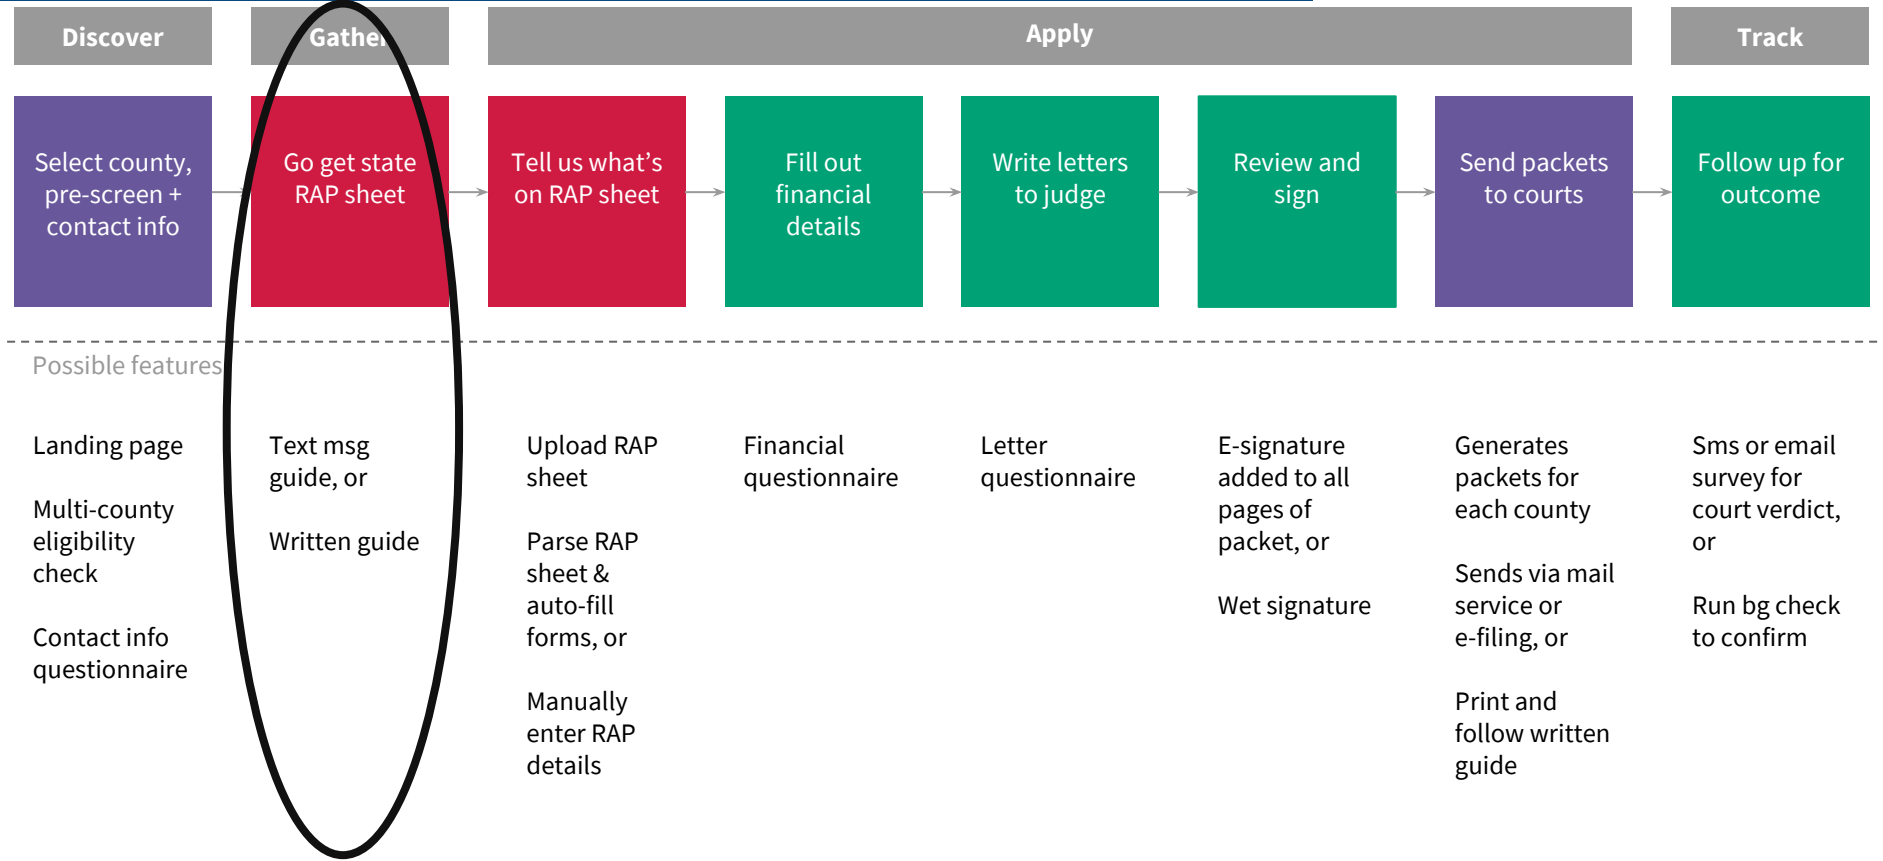 Discover
Gather
Apply
Track
Select county,
pre-screen +
contact info
Go get state
RAP sheet
Tell us what’s
on RAP sheet
Fill out
financial
details
Write letters
to judge
Review and
sign
Send packets
to courts
Follow up for
outcome
Possible features
Landing page
Multi-county
eligibility
check
Contact info
questionnaire
Text msg
guide, or
Written guide
Upload RAP
sheet
Parse RAP
sheet &
auto-fill
forms, or
Manually
enter RAP
details
Financial
questionnaire
Letter
questionnaire
E-signature
added to all
pages of
packet, or
Wet signature
Generates
packets for
each county
Sends via mail
service or
e-filing, or
Print and
follow written
guide
Sms or email
survey for
court verdict,
or
Run bg check
to confirm